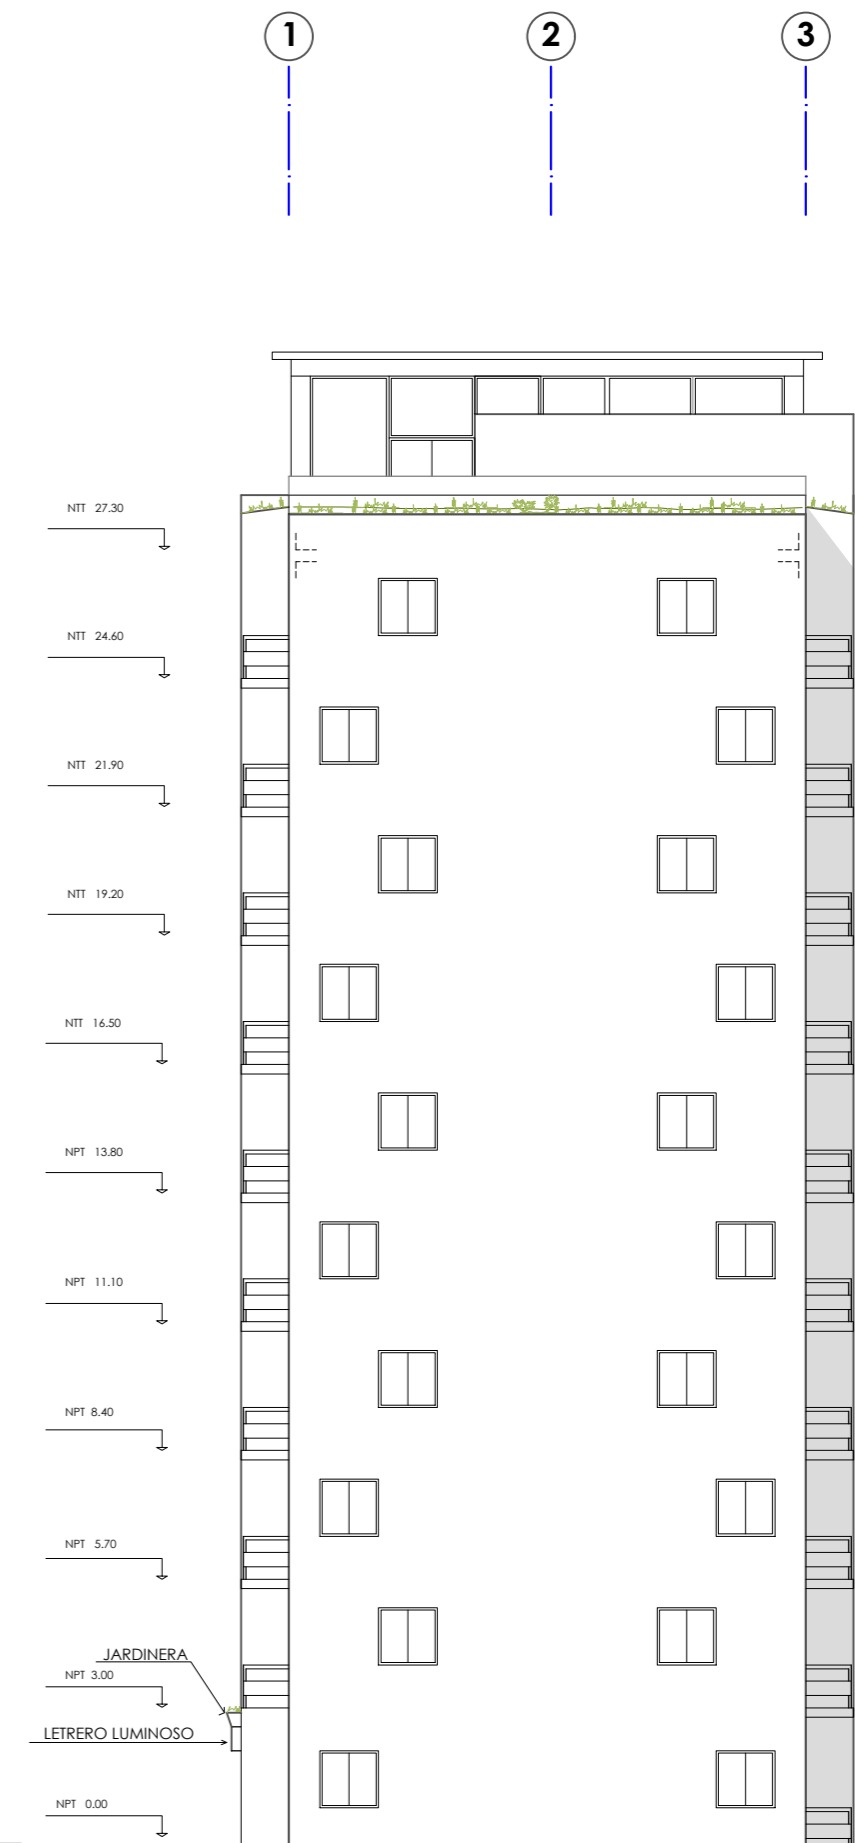 1 2 3
NTT 27.30
NTT 24.60
NTT 21.90
NTT 19.20
NTT 16.50
NPT 13.80
NPT 11.10
NPT 8.40
NPT 5.70
JARDINERA
NPT 3.00
LETRERO LUMINOSO
NPT 0.00